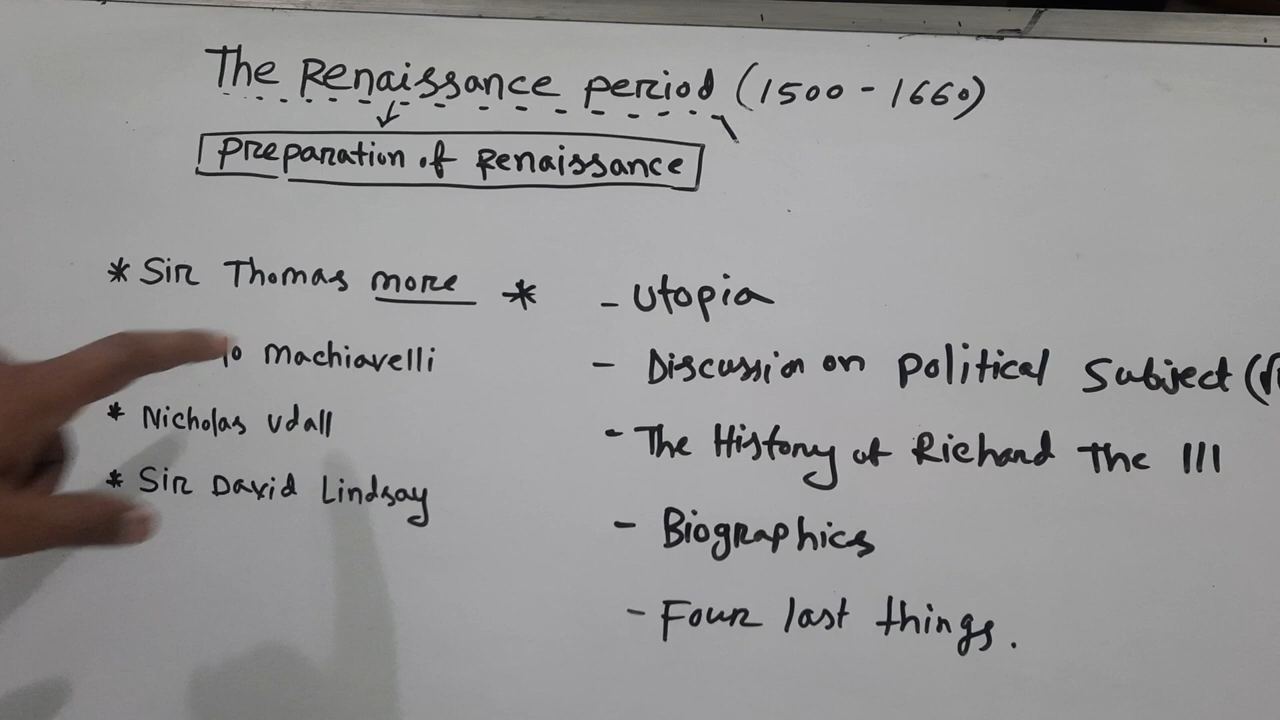 The Renaissance period (1500 - 1660)
Preparation of Renaissance
* Sir Thomas more *
machiavelli
* Nicholas Udall
* Sir David Lindsay
- Utopia
- Discussion on political Subject (
- The History of Richard The III
- Biographics
- Four last things.